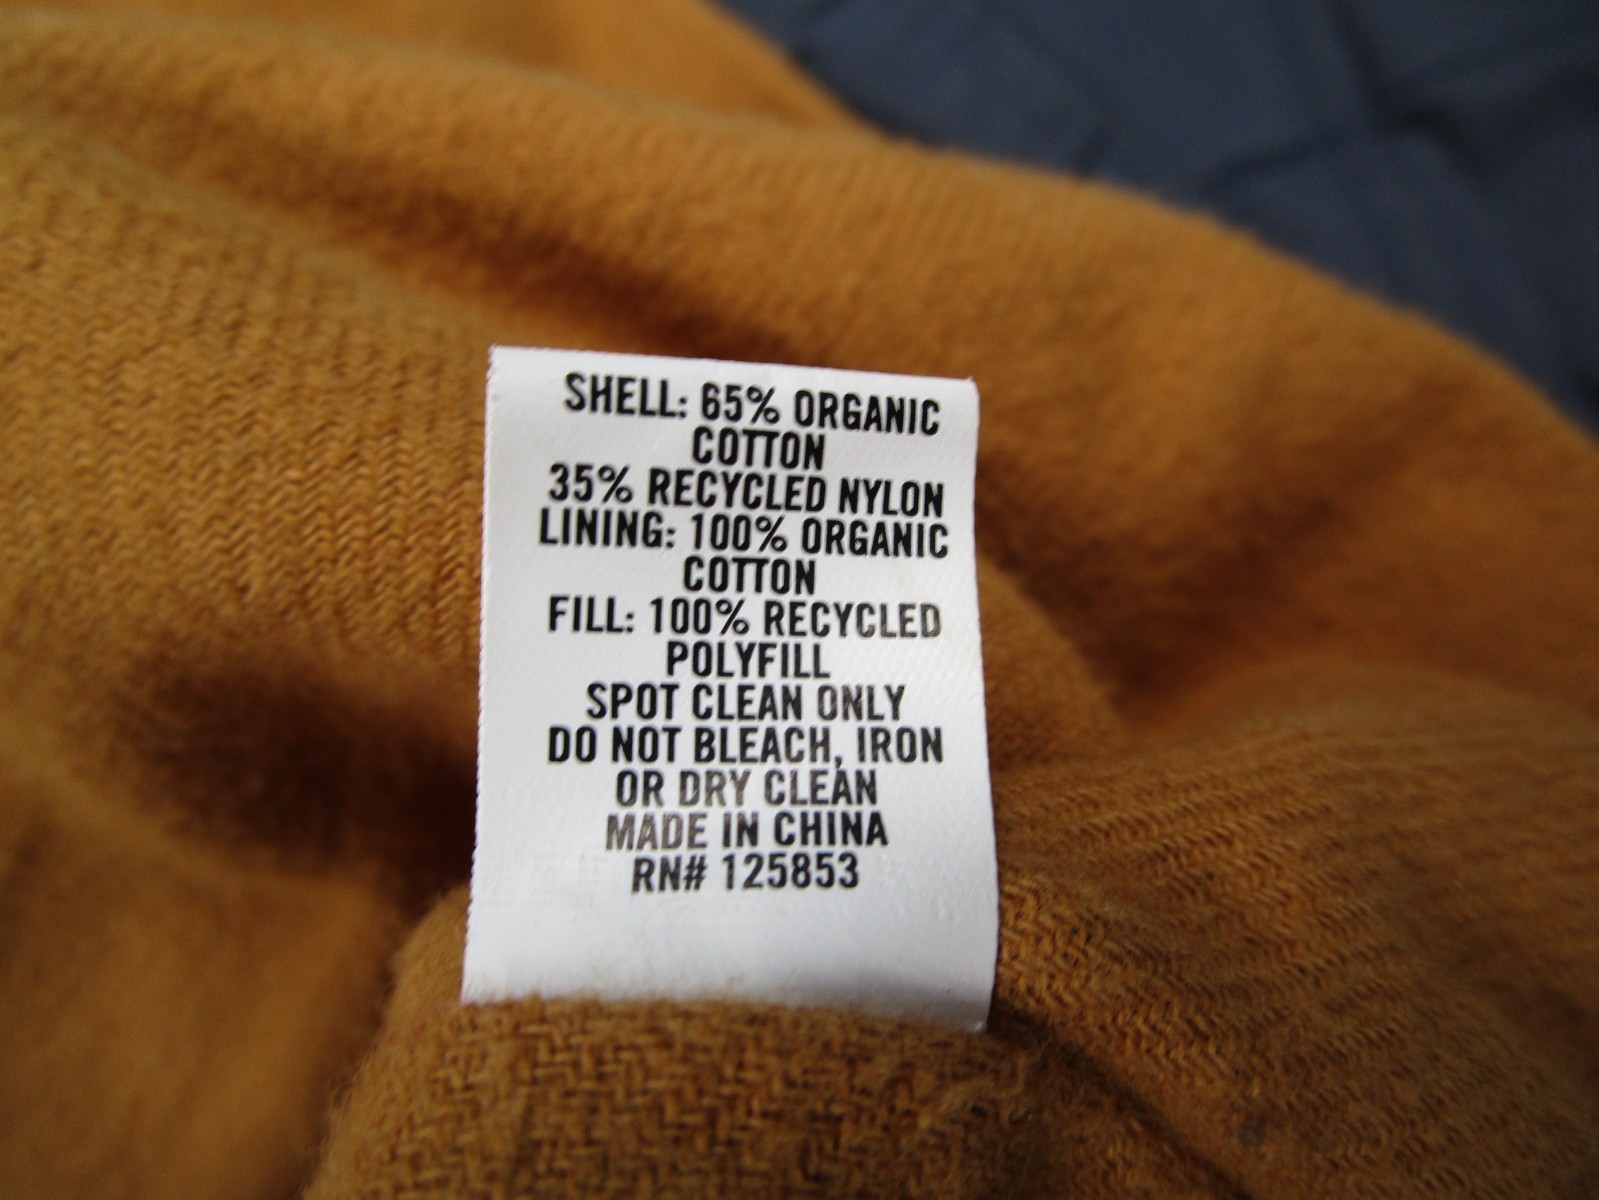 SHELL: 65% ORGANIC
COTTON
35% RECYCLED NYLON
LINING: 100% ORGANIC
COTTON
FILL: 100% RECYCLED
POLYFILL
SPOT CLEAN ONLY
DO NOT BLEACH, IRON
OR DRY CLEAN
MADE IN CHINA
RN# 125853